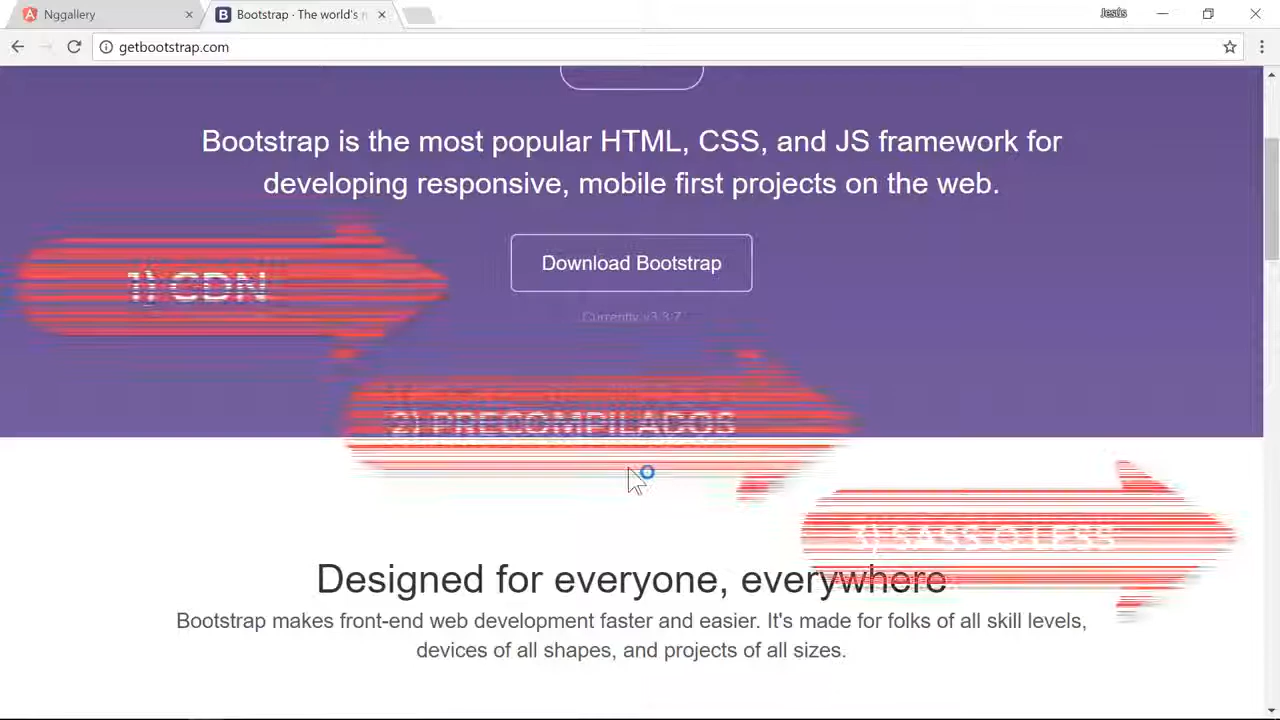 Nggallery
Bootstrap · The world's
Jesús
getbootstrap.com
Bootstrap is the most popular HTML, CSS, and JS framework for
developing responsive, mobile first projects on the web.
1) CDN
Download Bootstrap
Currently v3.3.7
2) PRECOMPILADOS
3) SASS O LESS
Designed for everyone, everywhere.
Bootstrap makes front-end web development faster and easier. It's made for folks of all skill levels,
devices of all shapes, and projects of all sizes.